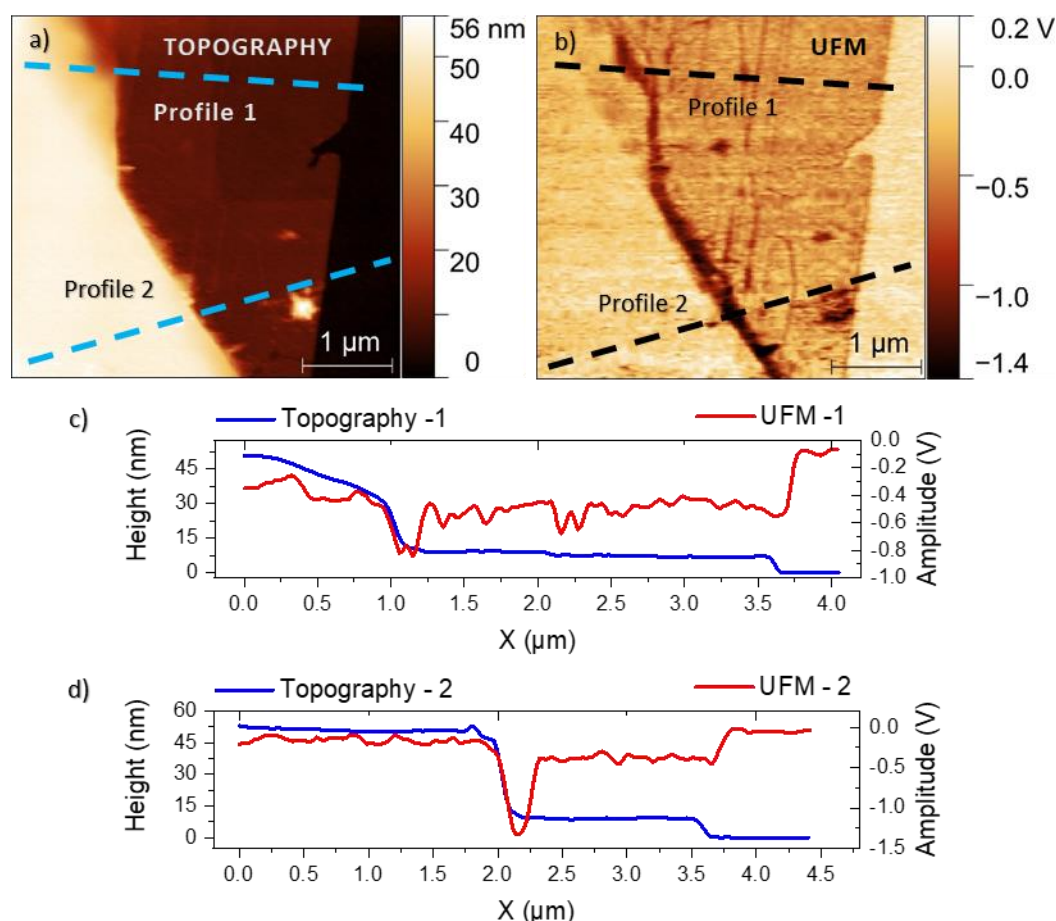 a) TOPOGRAPHY
Profile 1
Profile 2
1 µm
56 nm
50
40
30
20
0
b) UFM
Profile 1
Profile 2
1 µm
0.2 V
0.0
−0.5
−1.0
−1.4
c) Topography -1 UFM -1
Height (nm)
45
30
15
0
0.0
-0.2
-0.4
-0.6
-0.8
-1.0
Amplitude (V)
0.0 0.5 1.0 1.5 2.0 2.5 3.0 3.5 4.0
X (µm)
d) Topography - 2 UFM - 2
Height (nm)
60
45
30
15
0
0.0
-0.5
-1.0
-1.5
Amplitude (V)
0.0 0.5 1.0 1.5 2.0 2.5 3.0 3.5 4.0 4.5
X (µm)